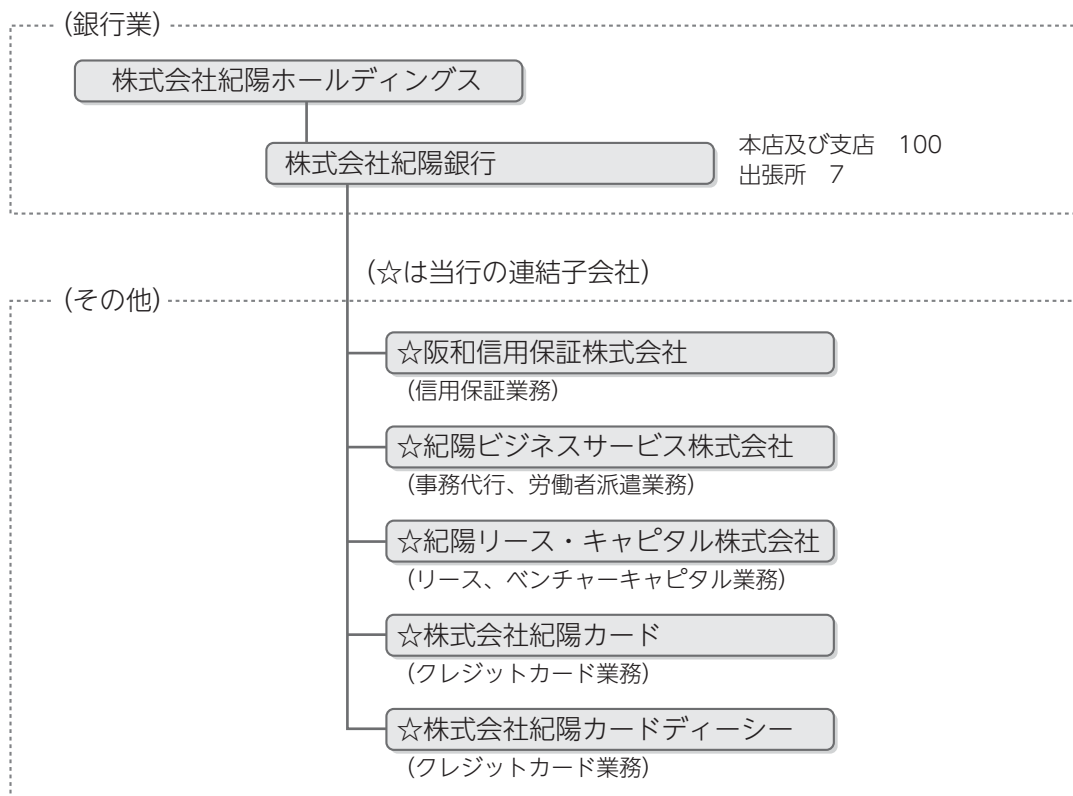 (銀行業)
株式会社紀陽ホールディングス
株式会社紀陽銀行
本店及び支店　100
出張所　7
(☆は当行の連結子会社)
(その他)
☆阪和信用保証株式会社
(信用保証業務)
☆紀陽ビジネスサービス株式会社
(事務代行、労働者派遣業務)
☆紀陽リース・キャピタル株式会社
(リース、ベンチャーキャピタル業務)
☆株式会社紀陽カード
(クレジットカード業務)
☆株式会社紀陽カードディーシー
(クレジットカード業務)